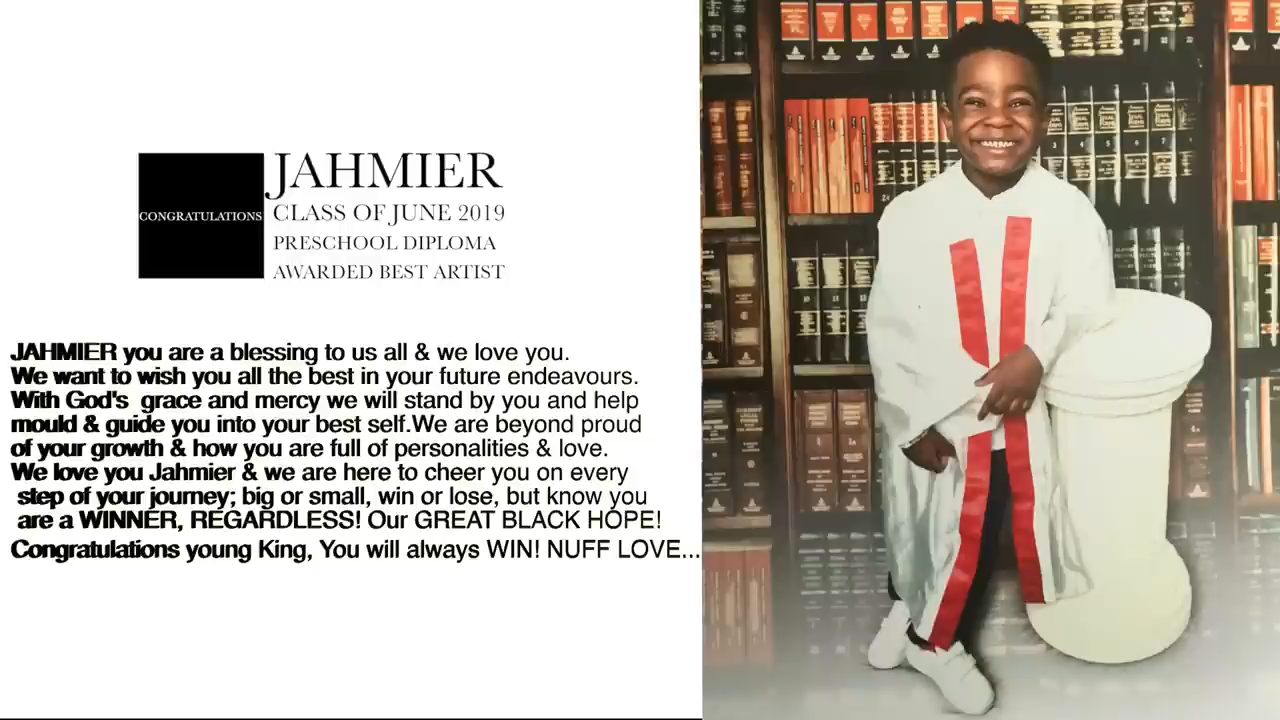 JAHMIER
CONGRATULATIONS
CLASS OF JUNE 2019
PRESCHOOL DIPLOMA
AWARDED BEST ARTIST
JAHMIER you are a blessing to us all & we love you.
We want to wish you all the best in your future endeavours.
With God's grace and mercy we will stand by you and help
mould & guide you into your best self.We are beyond proud
of your growth & how you are full of personalities & love.
We love you Jahmier & we are here to cheer you on every
step of your journey; big or small, win or lose, but know you
are a WINNER, REGARDLESS! Our GREAT BLACK HOPE!
Congratulations young King, You will always WIN! NUFF LOVE...